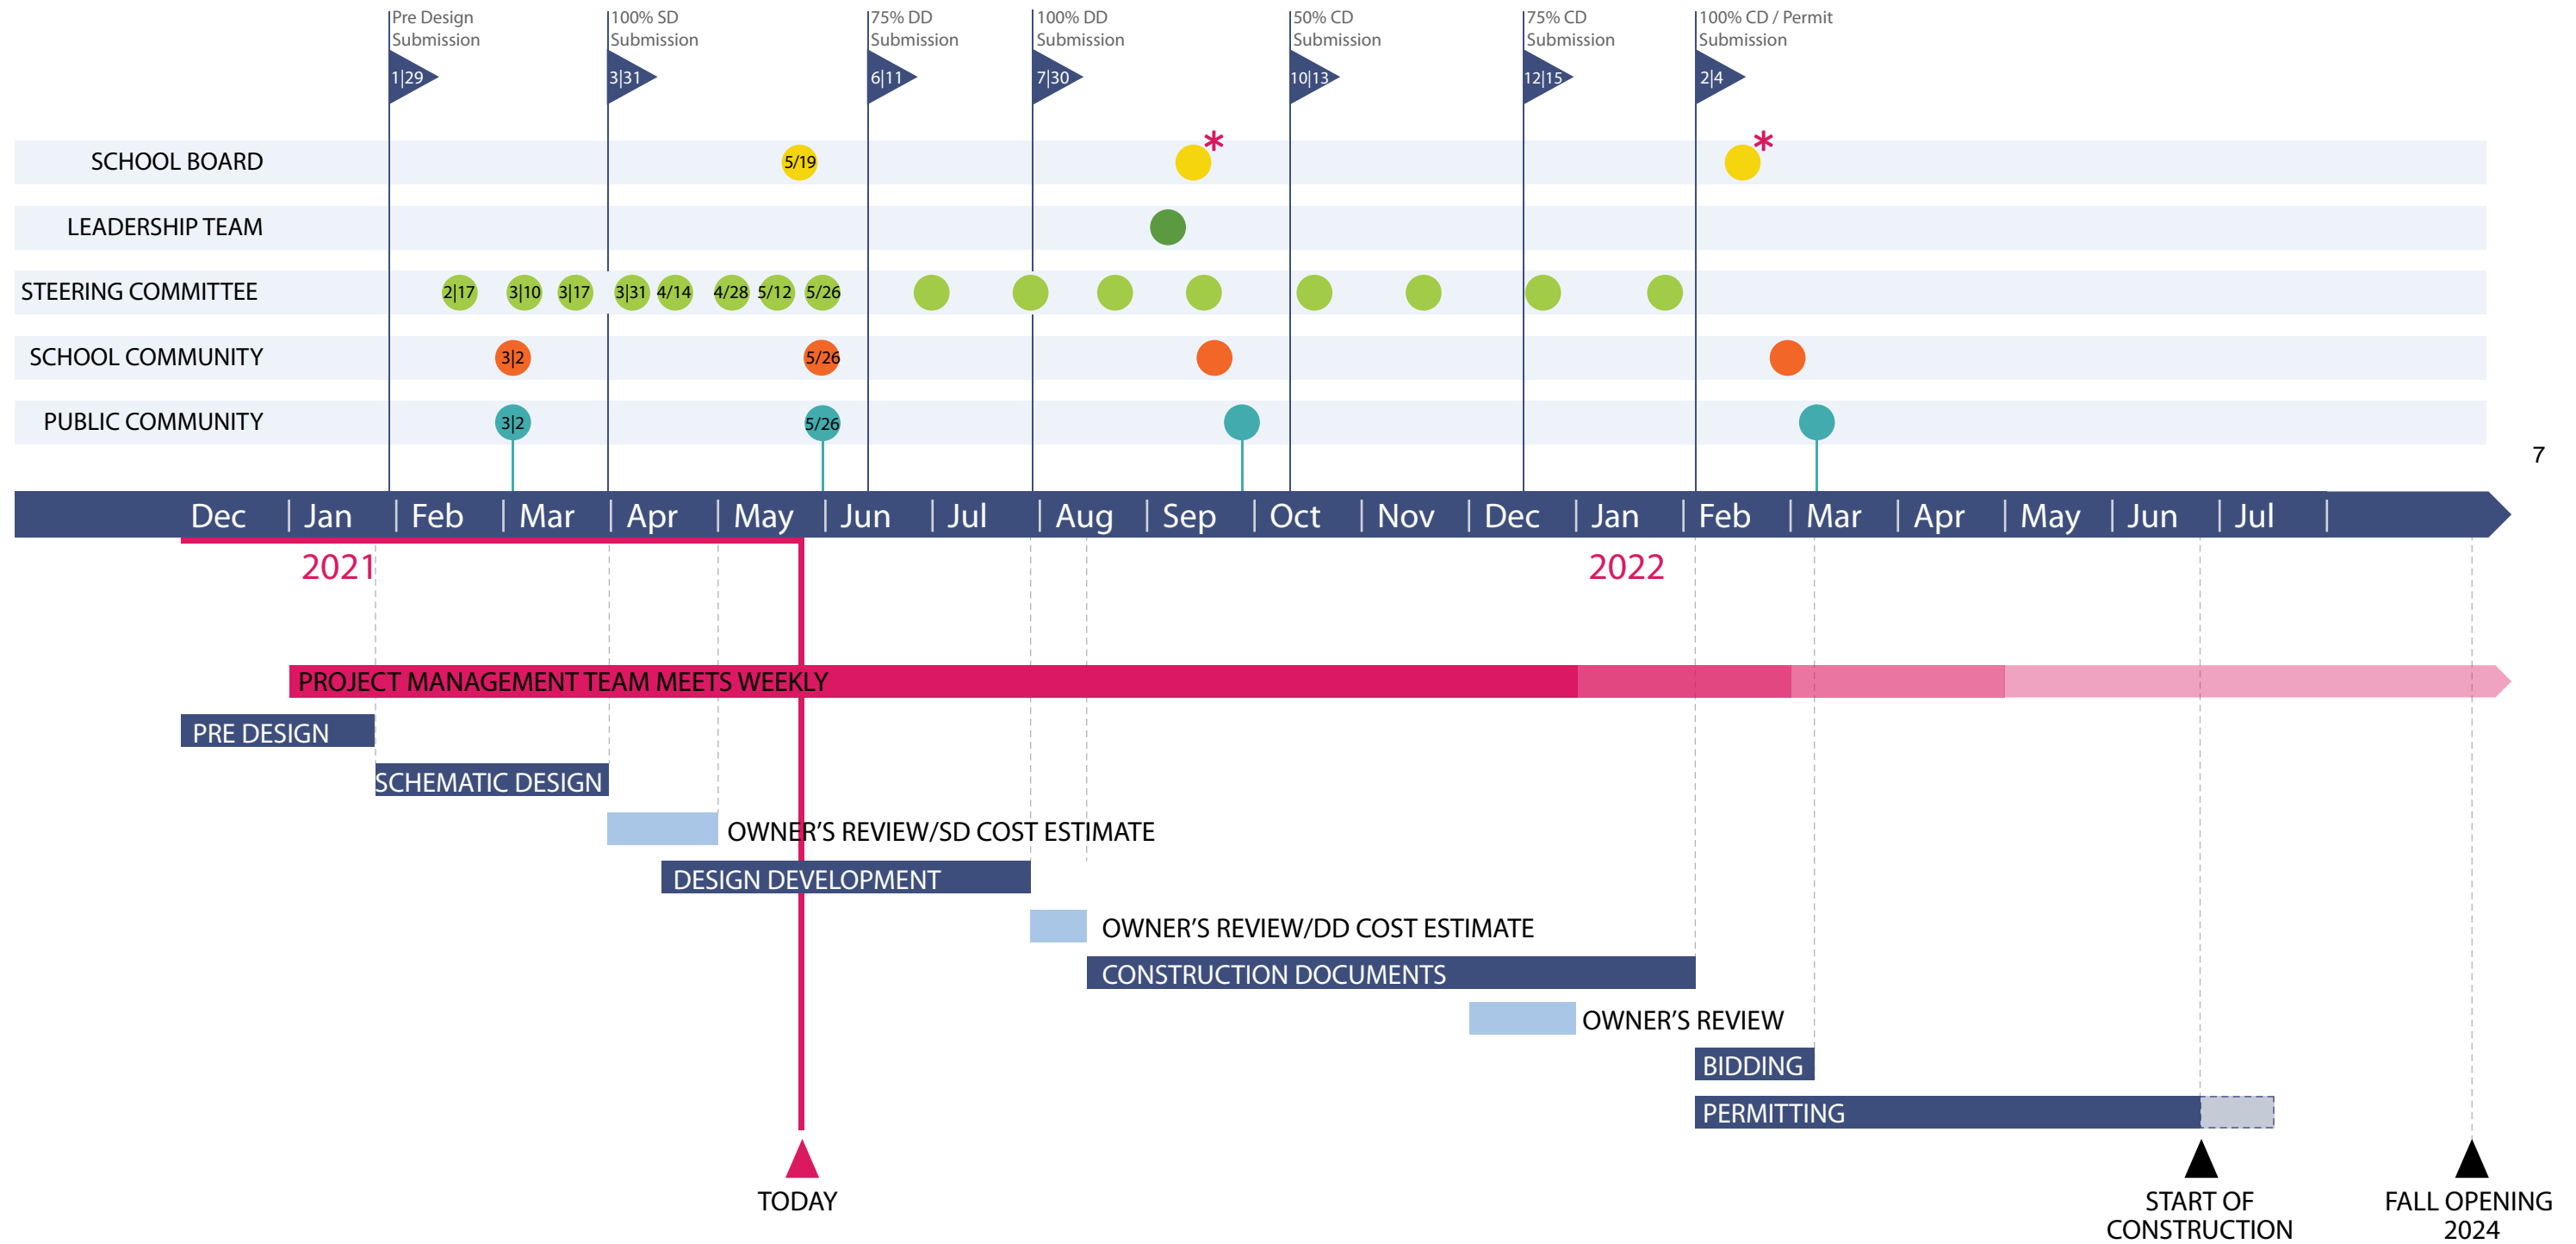 Pre Design
Submission
100% SD
Submission
75% DD
Submission
100% DD
Submission
50% CD
Submission
75% CD
Submission
100% CD / Permit
Submission
1|29
3|31
6|11
7|30
10|13
12|15
2|4
SCHOOL BOARD
5/19
*
*
LEADERSHIP TEAM
STEERING COMMITTEE
2|17
3|10
3|17
3|31
4/14
4/28
5/12
5/26
SCHOOL COMMUNITY
3|2
5/26
PUBLIC COMMUNITY
3|2
5/26
7
Dec | Jan | Feb | Mar | Apr | May | Jun | Jul | Aug | Sep | Oct | Nov | Dec | Jan | Feb | Mar | Apr | May | Jun | Jul |
2021
2022
PROJECT MANAGEMENT TEAM MEETS WEEKLY
PRE DESIGN
SCHEMATIC DESIGN
OWNER’S REVIEW/SD COST ESTIMATE
DESIGN DEVELOPMENT
OWNER’S REVIEW/DD COST ESTIMATE
CONSTRUCTION DOCUMENTS
OWNER’S REVIEW
BIDDING
PERMITTING
TODAY
START OF
CONSTRUCTION
FALL OPENING
2024